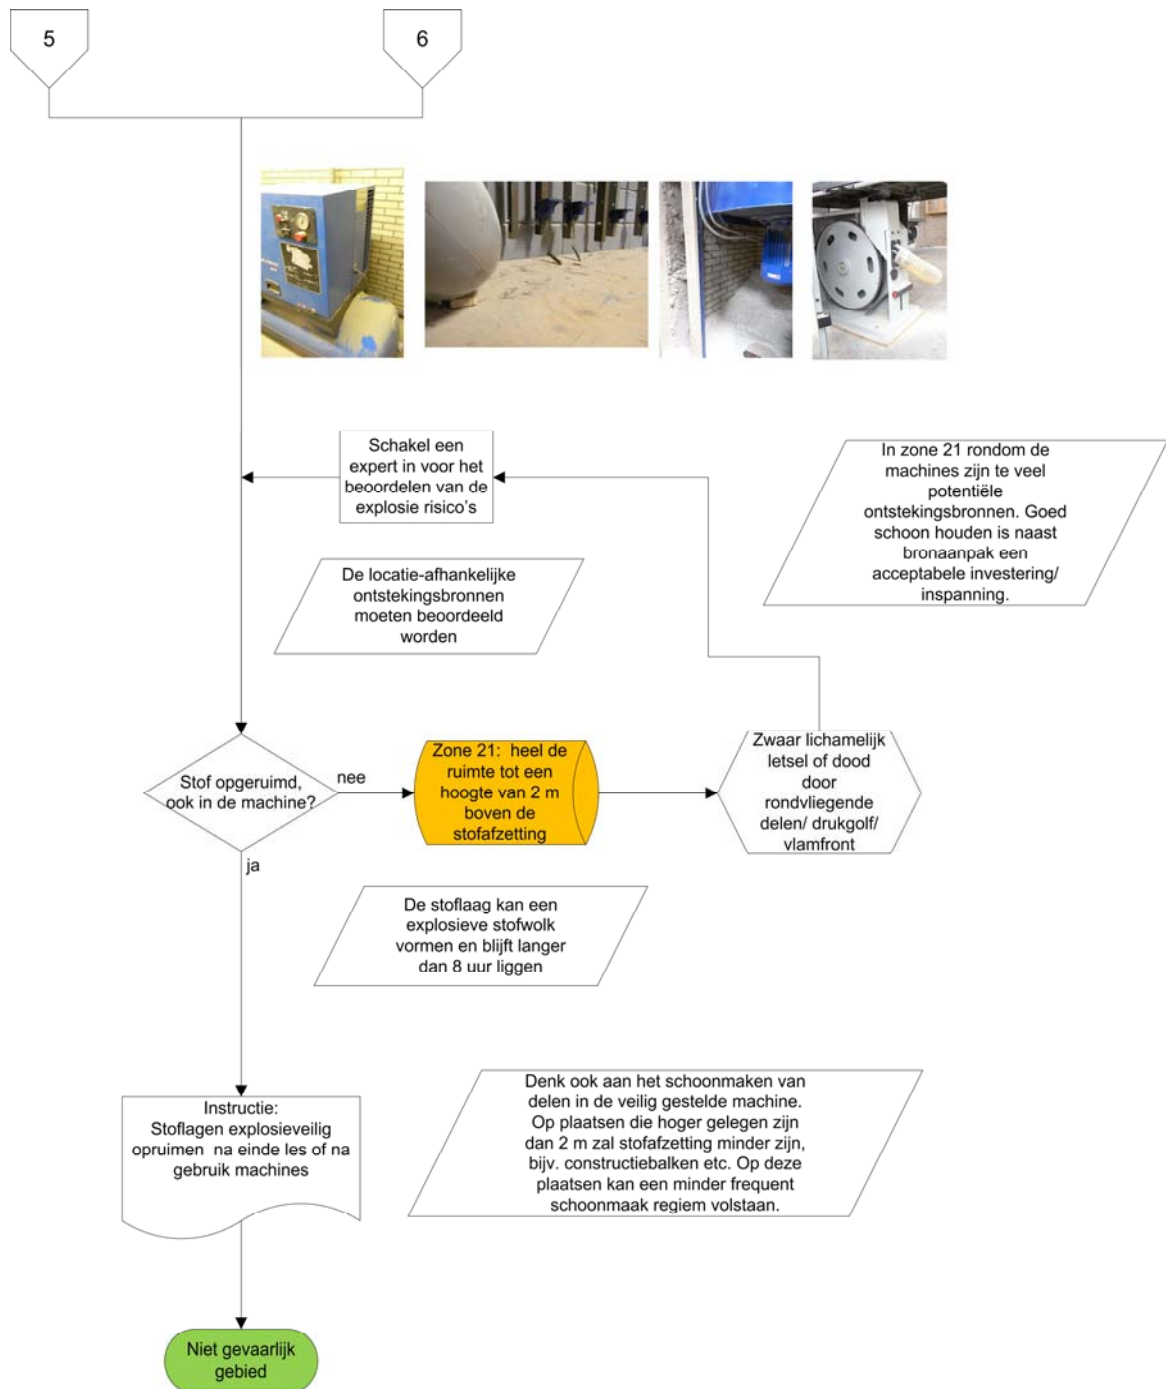 5
6
Schakel een
expert in voor het
beoordelen van de
explosie risico's
In zone 21 rondom de
machines zijn te veel
potentiële
ontstekingsbronnen. Goed
schoon houden is naast
bronaanpak een
acceptabele investering/
inspanning.
De locatie-afhankelijke
ontstekingsbronnen
moeten beoordeeld
worden
Stof opgeruimd,
ook in de machine?
nee
ja
Zone 21: heel de
ruimte tot een
hoogte van 2 m
boven de
stofafzetting
Zwaar lichamelijk
letsel of dood
door
rondvliegende
delen/ drukgolf/
vlamfront
De stoflaag kan een
explosieve stofwolk
vormen en blijft langer
dan 8 uur liggen
Instructie:
Stoflagen explosieveilig
opruimen na einde les of na
gebruik machines
Denk ook aan het schoonmaken van
delen in de veilig gestelde machine.
Op plaatsen die hoger gelegen zijn
dan 2 m zal stofafzetting minder zijn,
bijv. constructiebalken etc. Op deze
plaatsen kan een minder frequent
schoonmaak regiem volstaan.
Niet gevaarlijk
gebied